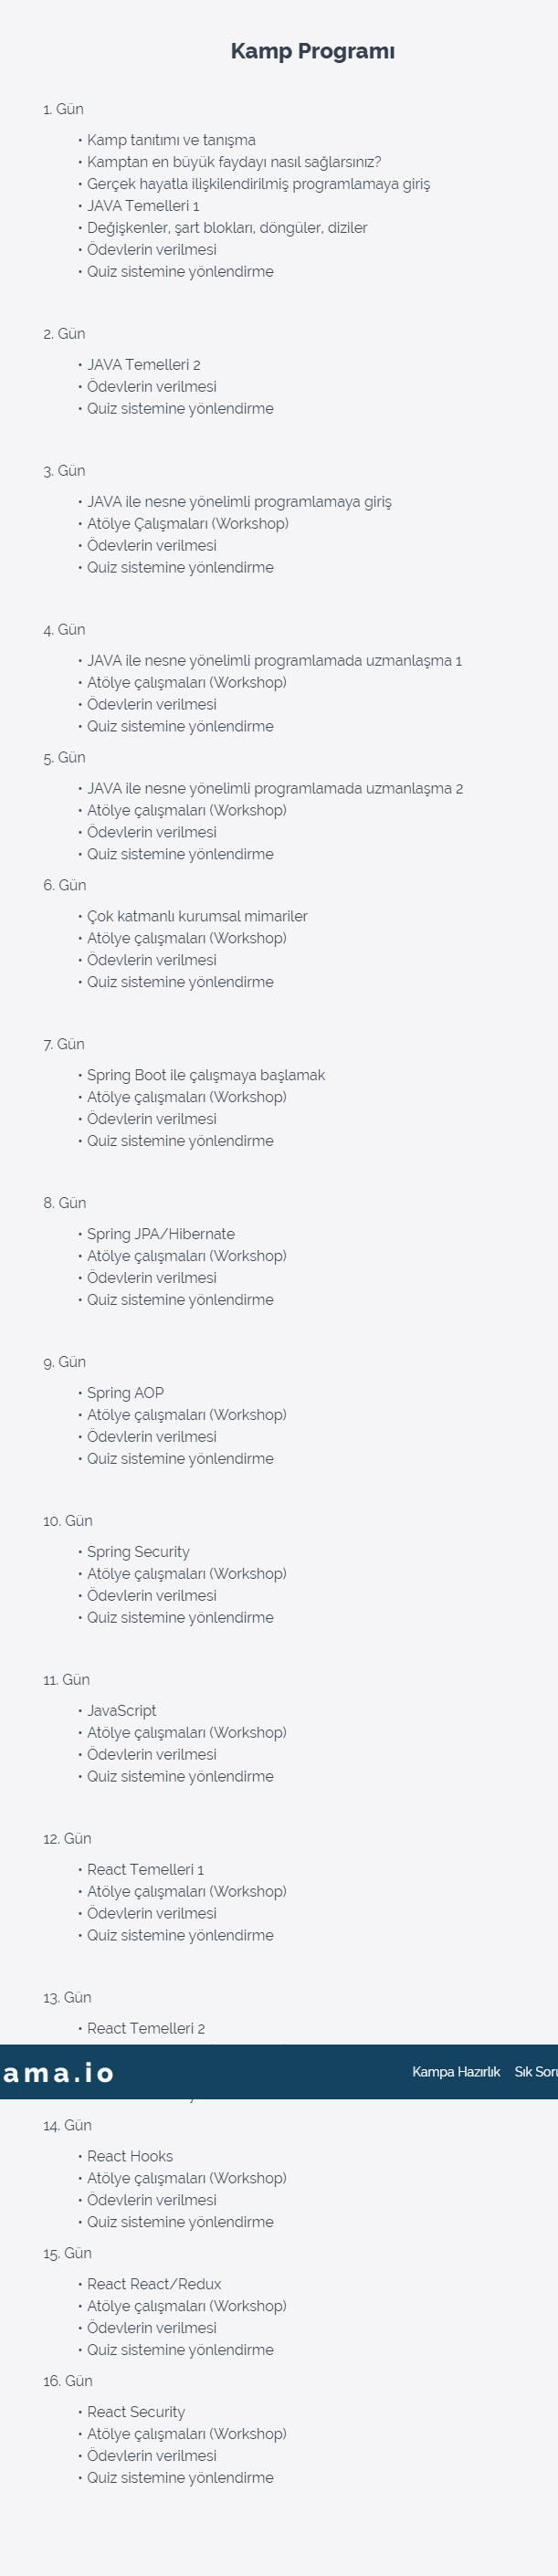 Kamp Programı
1. Gün
• Kamp tanıtımı ve tanışma
• Kamptan en büyük faydayı nasıl sağlarsınız?
• Gerçek hayatla ilişkilendirilmiş programlamaya giriş
• JAVA Temelleri 1
• Değişkenler, şart blokları, döngüler, diziler
• Ödevlerin verilmesi
• Quiz sistemine yönlendirme
2. Gün
• JAVA Temelleri 2
• Ödevlerin verilmesi
• Quiz sistemine yönlendirme
3. Gün
• JAVA ile nesne yönelimli programlamaya giriş
• Atölye Çalışmaları (Workshop)
• Ödevlerin verilmesi
• Quiz sistemine yönlendirme
4. Gün
• JAVA ile nesne yönelimli programlamada uzmanlaşma 1
• Atölye çalışmaları (Workshop)
• Ödevlerin verilmesi
• Quiz sistemine yönlendirme
5. Gün
• JAVA ile nesne yönelimli programlamada uzmanlaşma 2
• Atölye çalışmaları (Workshop)
• Ödevlerin verilmesi
• Quiz sistemine yönlendirme
6. Gün
• Çok katmanlı kurumsal mimariler
• Atölye çalışmaları (Workshop)
• Ödevlerin verilmesi
• Quiz sistemine yönlendirme
7. Gün
• Spring Boot ile çalışmaya başlamak
• Atölye çalışmaları (Workshop)
• Ödevlerin verilmesi
• Quiz sistemine yönlendirme
8. Gün
• Spring JPA/Hibernate
• Atölye çalışmaları (Workshop)
• Ödevlerin verilmesi
• Quiz sistemine yönlendirme
9. Gün
• Spring AOP
• Atölye çalışmaları (Workshop)
• Ödevlerin verilmesi
• Quiz sistemine yönlendirme
10. Gün
• Spring Security
• Atölye çalışmaları (Workshop)
• Ödevlerin verilmesi
• Quiz sistemine yönlendirme
11. Gün
• JavaScript
• Atölye çalışmaları (Workshop)
• Ödevlerin verilmesi
• Quiz sistemine yönlendirme
12. Gün
• React Temelleri 1
• Atölye çalışmaları (Workshop)
• Ödevlerin verilmesi
• Quiz sistemine yönlendirme
13. Gün
• React Temelleri 2
ama.io Kampa Hazırlık Sık Soru
14. Gün
• React Hooks
• Atölye çalışmaları (Workshop)
• Ödevlerin verilmesi
• Quiz sistemine yönlendirme
15. Gün
• React React/Redux
• Atölye çalışmaları (Workshop)
• Ödevlerin verilmesi
• Quiz sistemine yönlendirme
16. Gün
• React Security
• Atölye çalışmaları (Workshop)
• Ödevlerin verilmesi
• Quiz sistemine yönlendirme